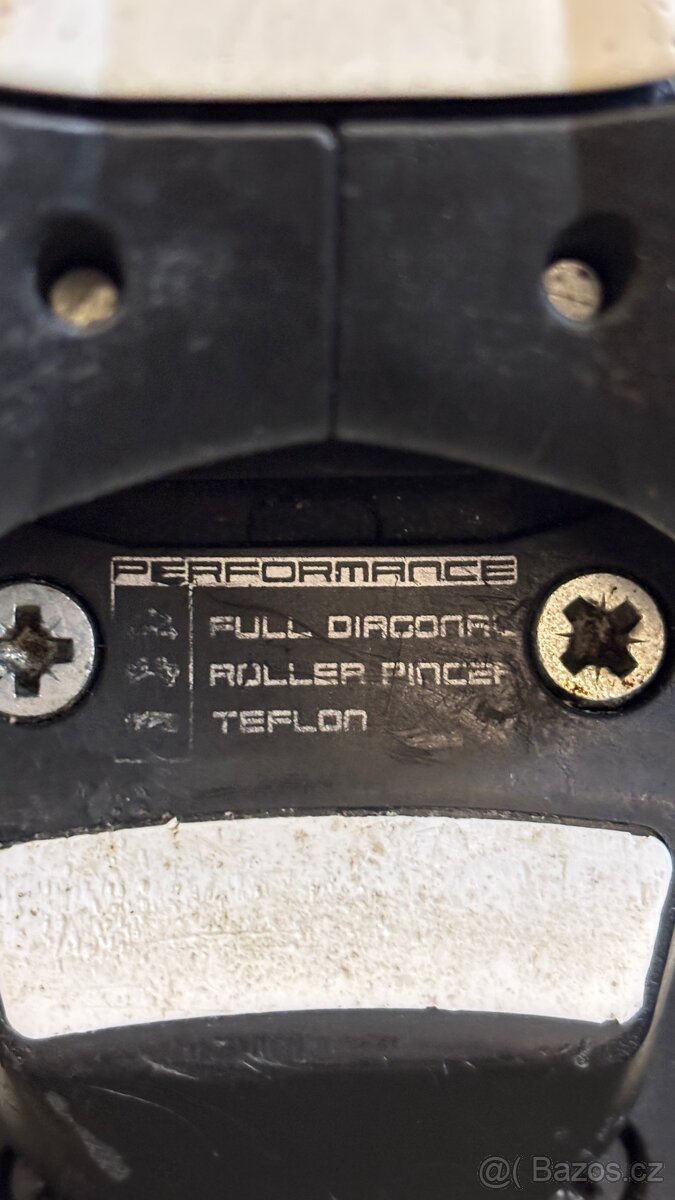 PERFORMANCE
FULL DIAGONAL
ROLLER PINCER
TEFLON
@( Bazos.cz